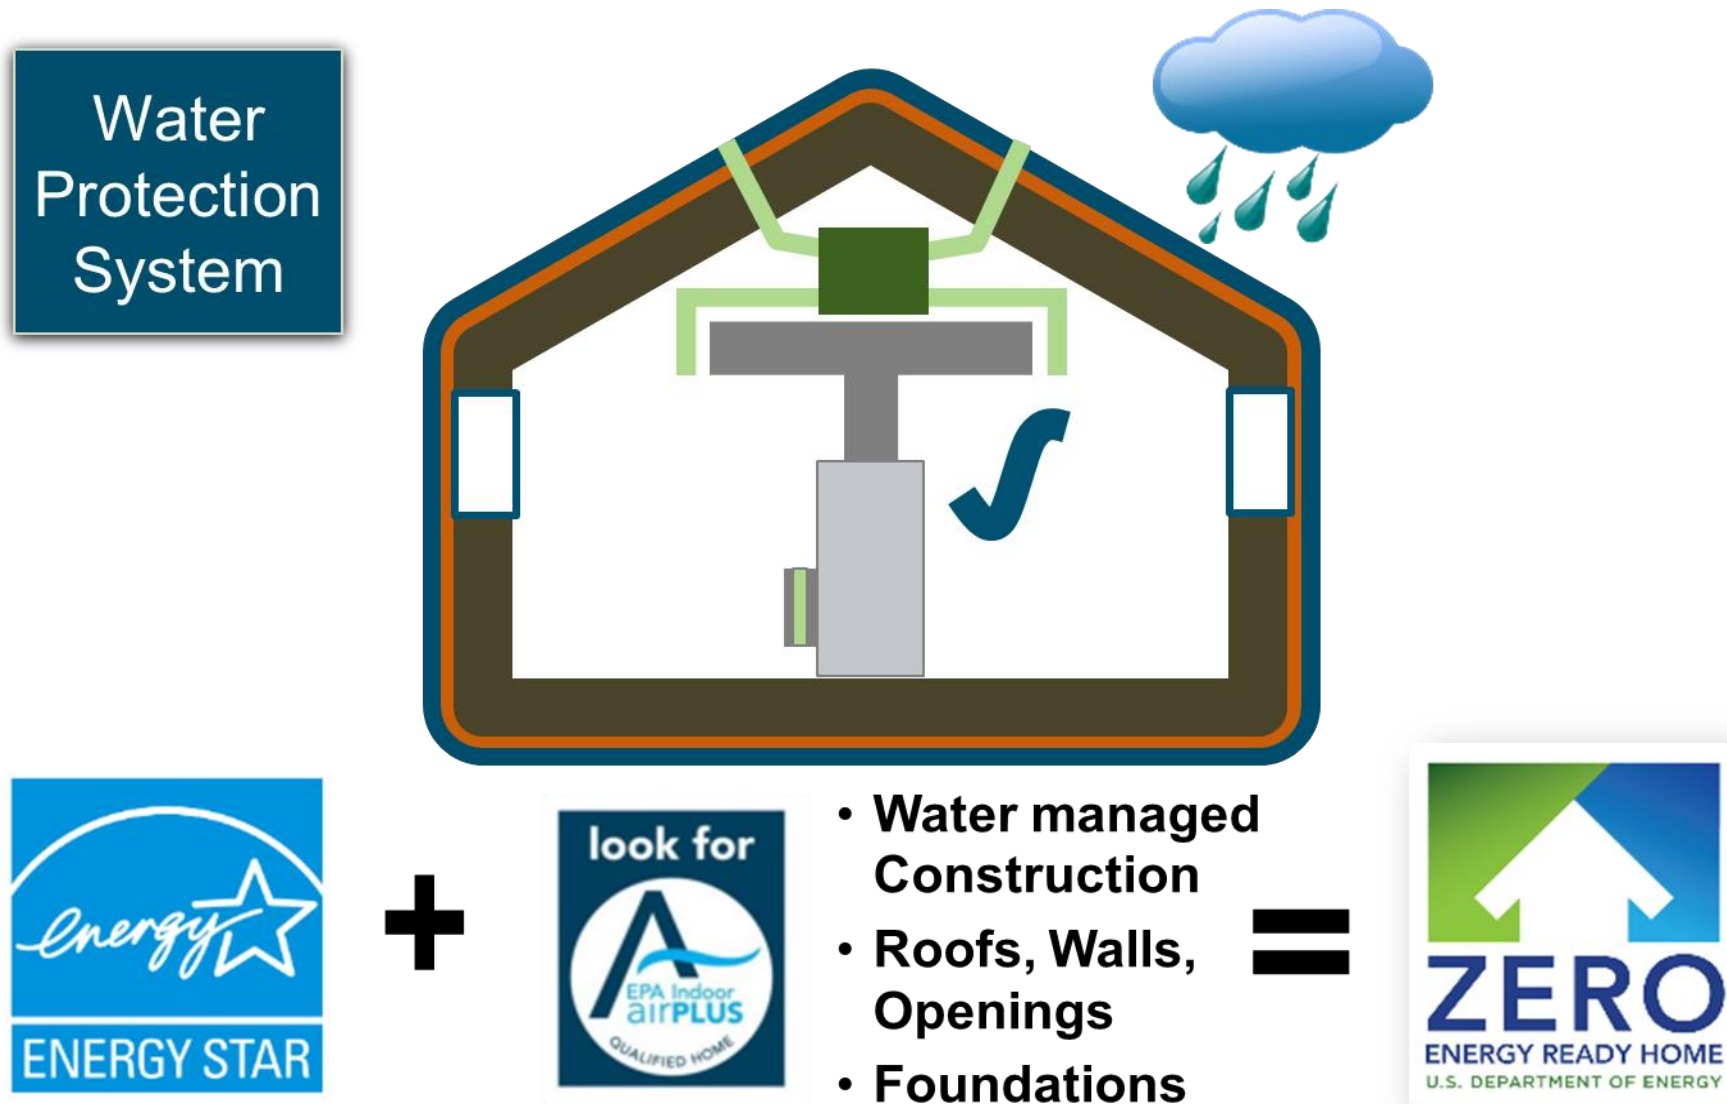 Water
Protection
System
energy
ENERGY STAR
+
look for
EPA Indoor
airPLUS
QUALIFIED HOME
• Water managed
Construction
• Roofs, Walls,
Openings
• Foundations
=
ZERO
ENERGY READY HOME
U.S. DEPARTMENT OF ENERGY